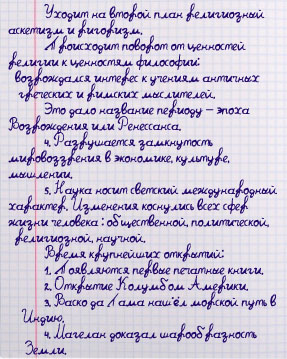 Уходит на второй план религиозный
аскетизм и ригоризм.
Происходит поворот от ценностей
религии к ценностям философии:
возрождался интерес к учениям античных
греческих и римских мыслителей.
Это дало название периоду – эпоха
Возрождения или Ренессанса.
4. Разрушается замкнутость
мировоззрения в экономике, культуре,
мышлении.
5. Наука носит светский международный
характер. Изменения коснулись всех сфер
жизни человека: общественной, политической,
религиозной, научной.
Время крупнейших открытий:
1. Появляются первые печатные книги.
2. Открытие Колумбом Америки.
3. Васко да Гама нашёл морской путь в
Индию.
4. Магелан доказал шарообразность
Земли.